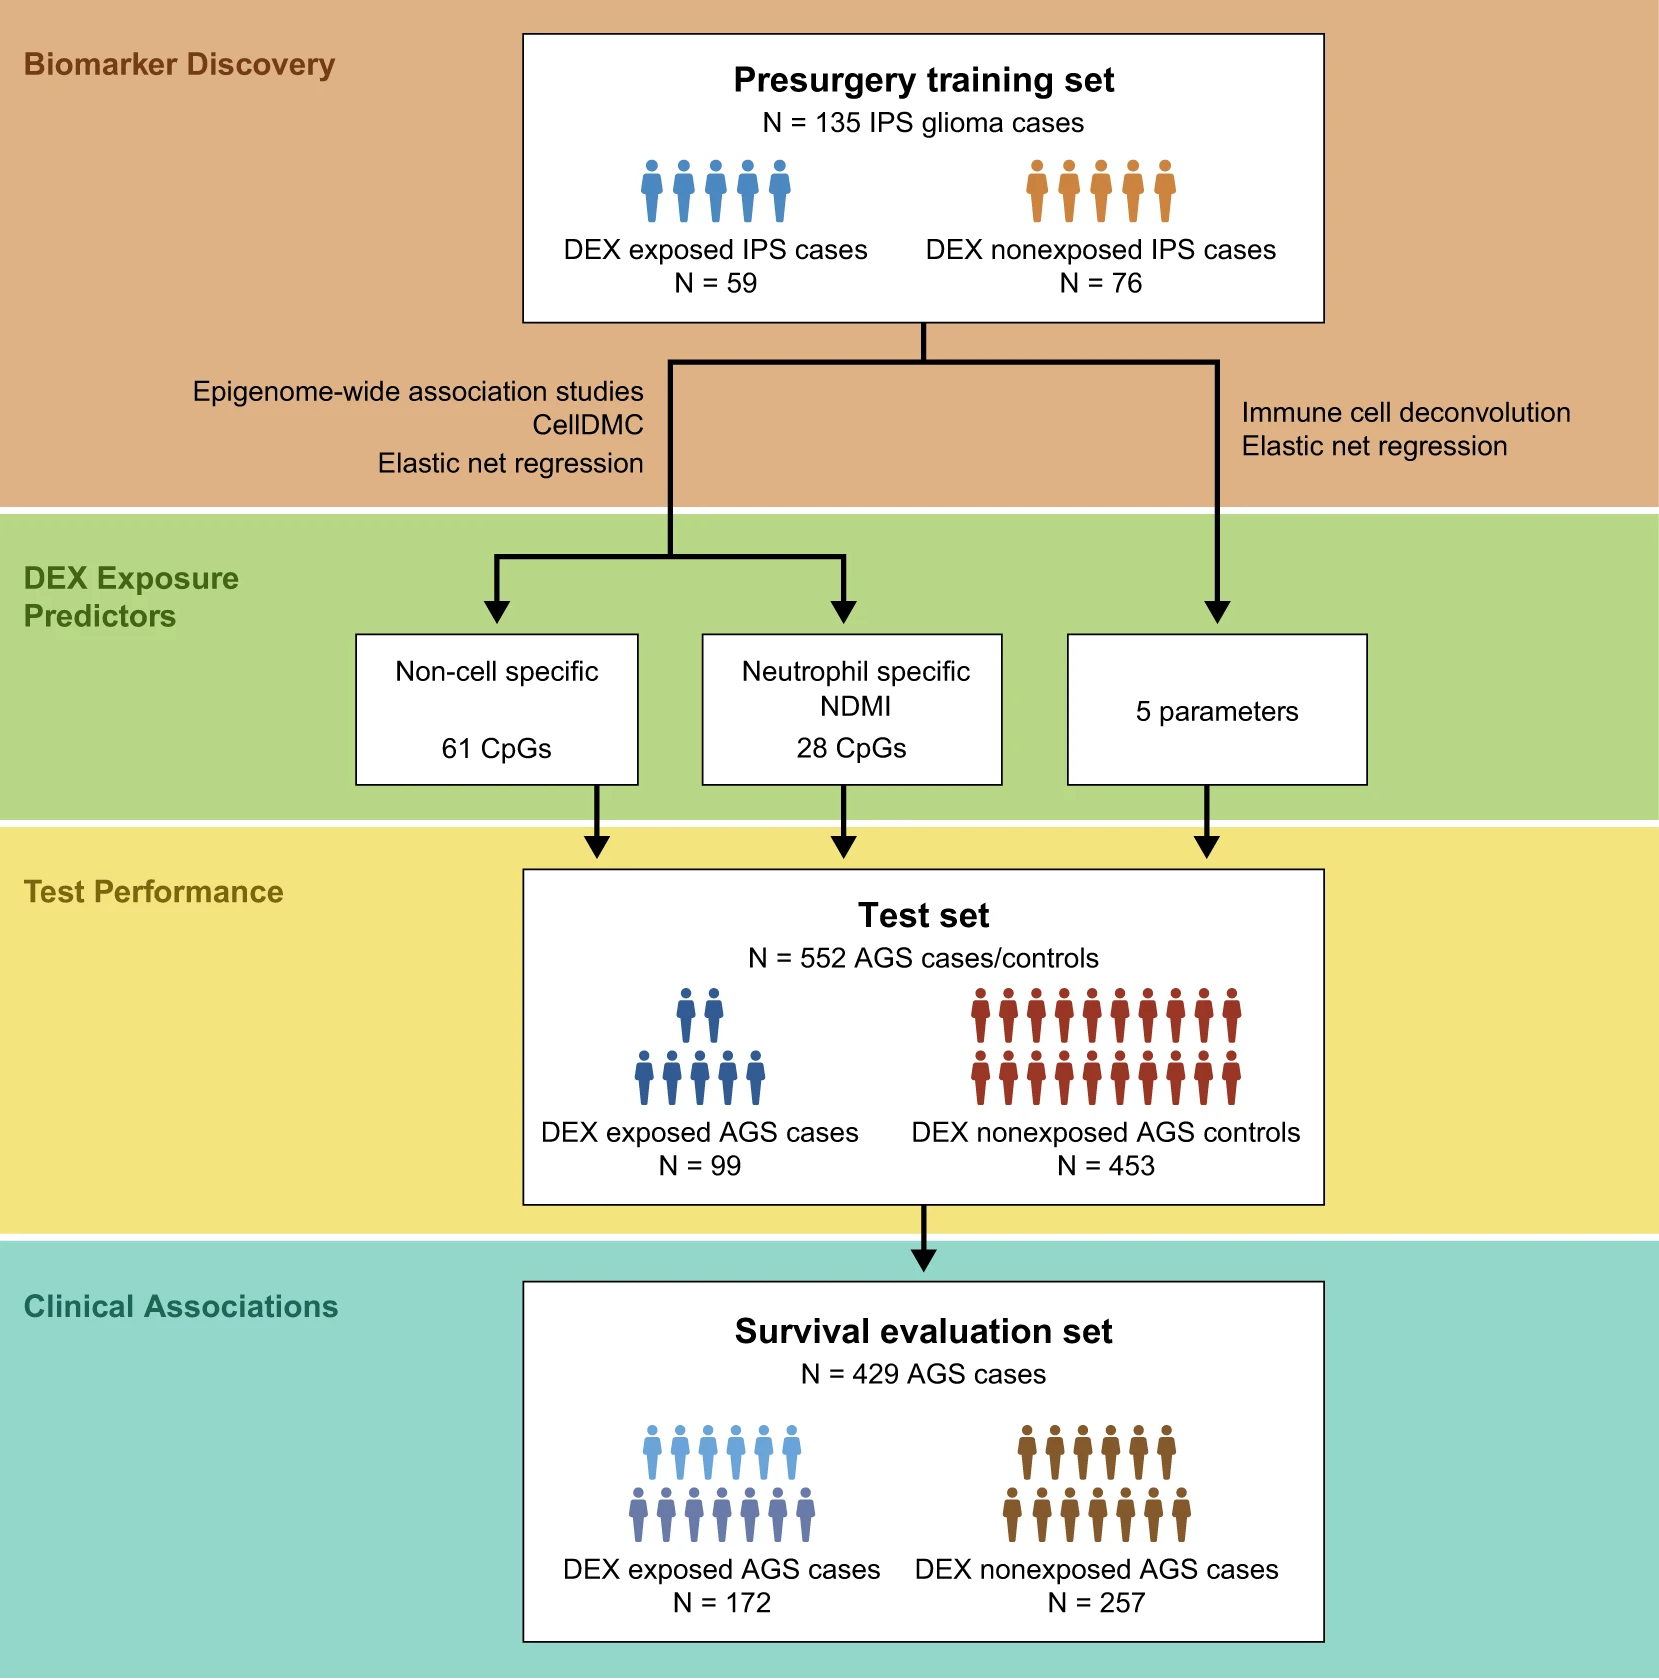 Biomarker Discovery
Presurgery training set
N = 135 IPS glioma cases
DEX exposed IPS cases
N = 59
DEX nonexposed IPS cases
N = 76
Epigenome-wide association studies
CellDMC
Elastic net regression
Immune cell deconvolution
Elastic net regression
DEX Exposure
Predictors
Non-cell specific
61 CpGs
Neutrophil specific
NDMI
28 CpGs
5 parameters
Test Performance
Test set
N = 552 AGS cases/controls
DEX exposed AGS cases
N = 99
DEX nonexposed AGS controls
N = 453
Clinical Associations
Survival evaluation set
N = 429 AGS cases
DEX exposed AGS cases
N = 172
DEX nonexposed AGS cases
N = 257